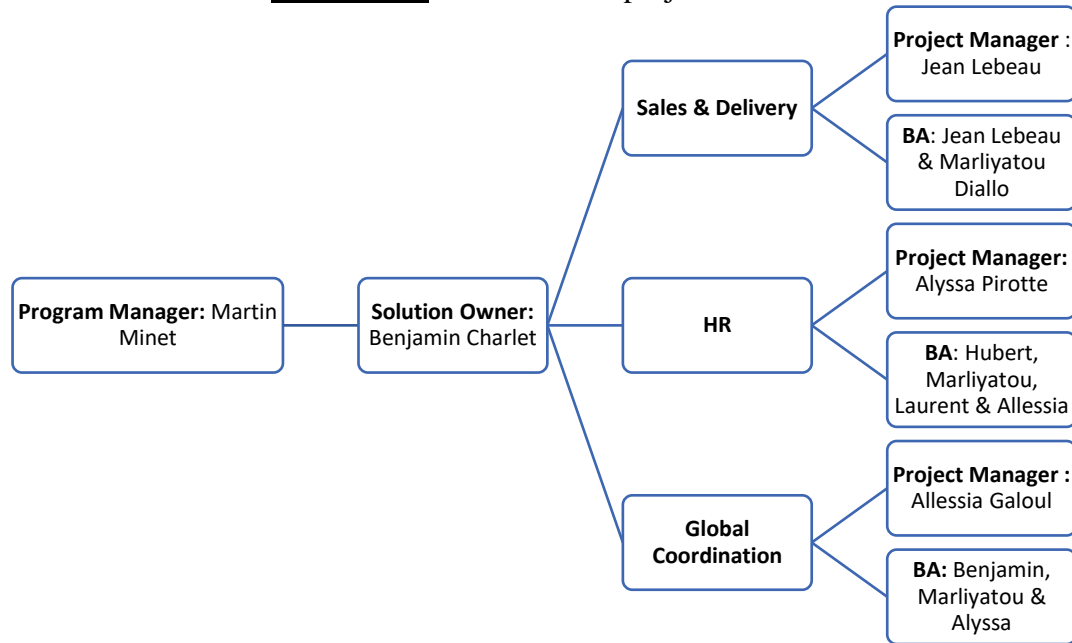 Project Manager :
Jean Lebeau
Sales & Delivery
BA: Jean Lebeau
& Marliyatou
Diallo
Project Manager:
Alyssa Pirotte
Program Manager: Martin
Minet
Solution Owner:
Benjamin Charlet
HR
BA: Hubert,
Marliyatou,
Laurent & Allessia
Project Manager :
Allessia Galoul
Global
Coordination
BA: Benjamin,
Marliyatou &
Alyssa